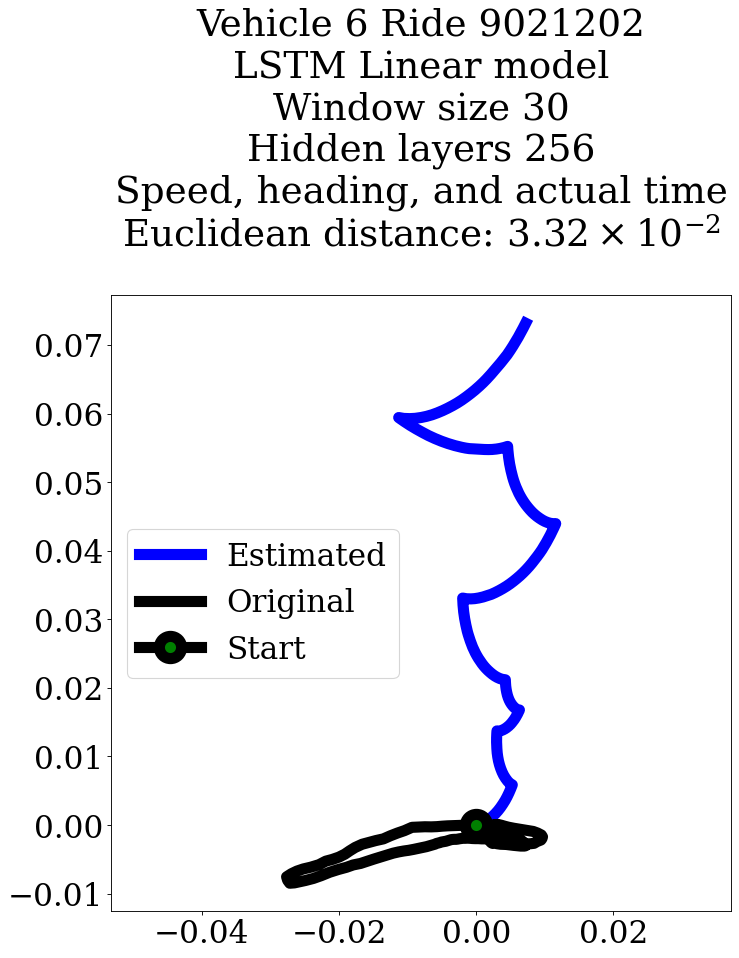 Vehicle 6 Ride 9021202
LSTM Linear model
Window size 30
Hidden layers 256
Speed, heading, and actual time
Euclidean distance: 3.32 × 10⁻²
0.07
0.06
0.05
0.04
0.03
0.02
0.01
0.00
−0.01
Estimated
Original
Start
−0.04 −0.02 0.00 0.02